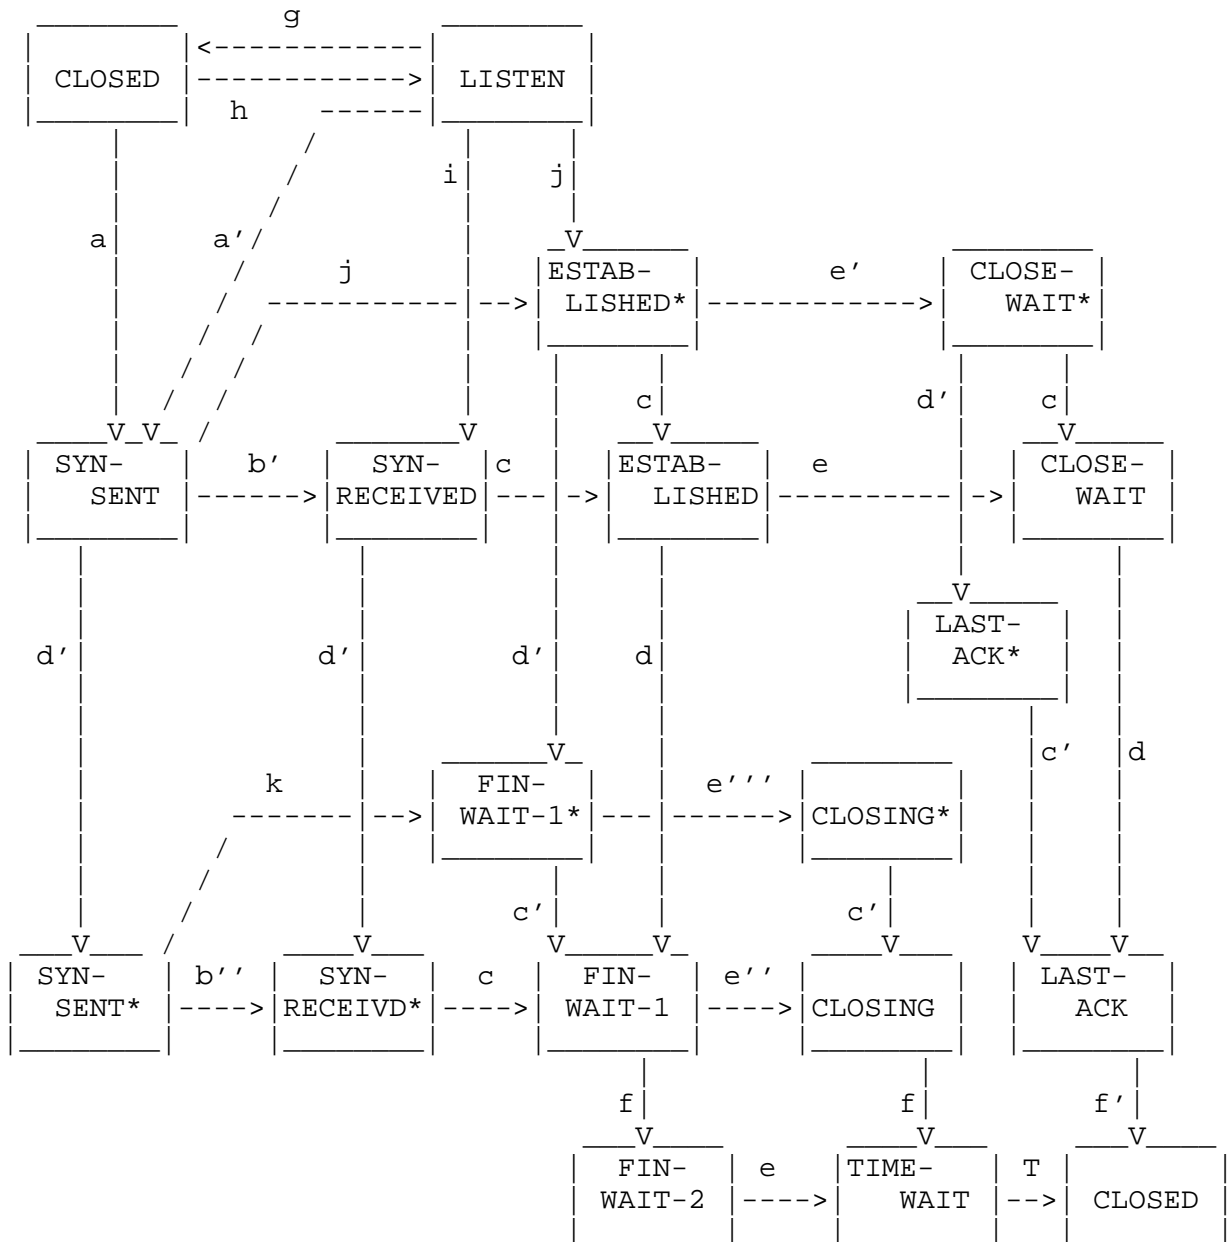 g
CLOSED LISTEN
h
i j
a a'
j ESTAB- e' CLOSE-
LISHED* WAIT*
c d' c
SYN- b' SYN- c ESTAB- e CLOSE-
SENT RECEIVED LISHED WAIT
LAST-
d' d' d' d ACK*
c' d
k FIN- e'''
WAIT-1* CLOSING*
c' c'
SYN- b'' SYN- c FIN- e'' LAST-
SENT* RECEIVD* WAIT-1 CLOSING ACK
f f f'
FIN- e TIME- T
WAIT-2 WAIT CLOSED